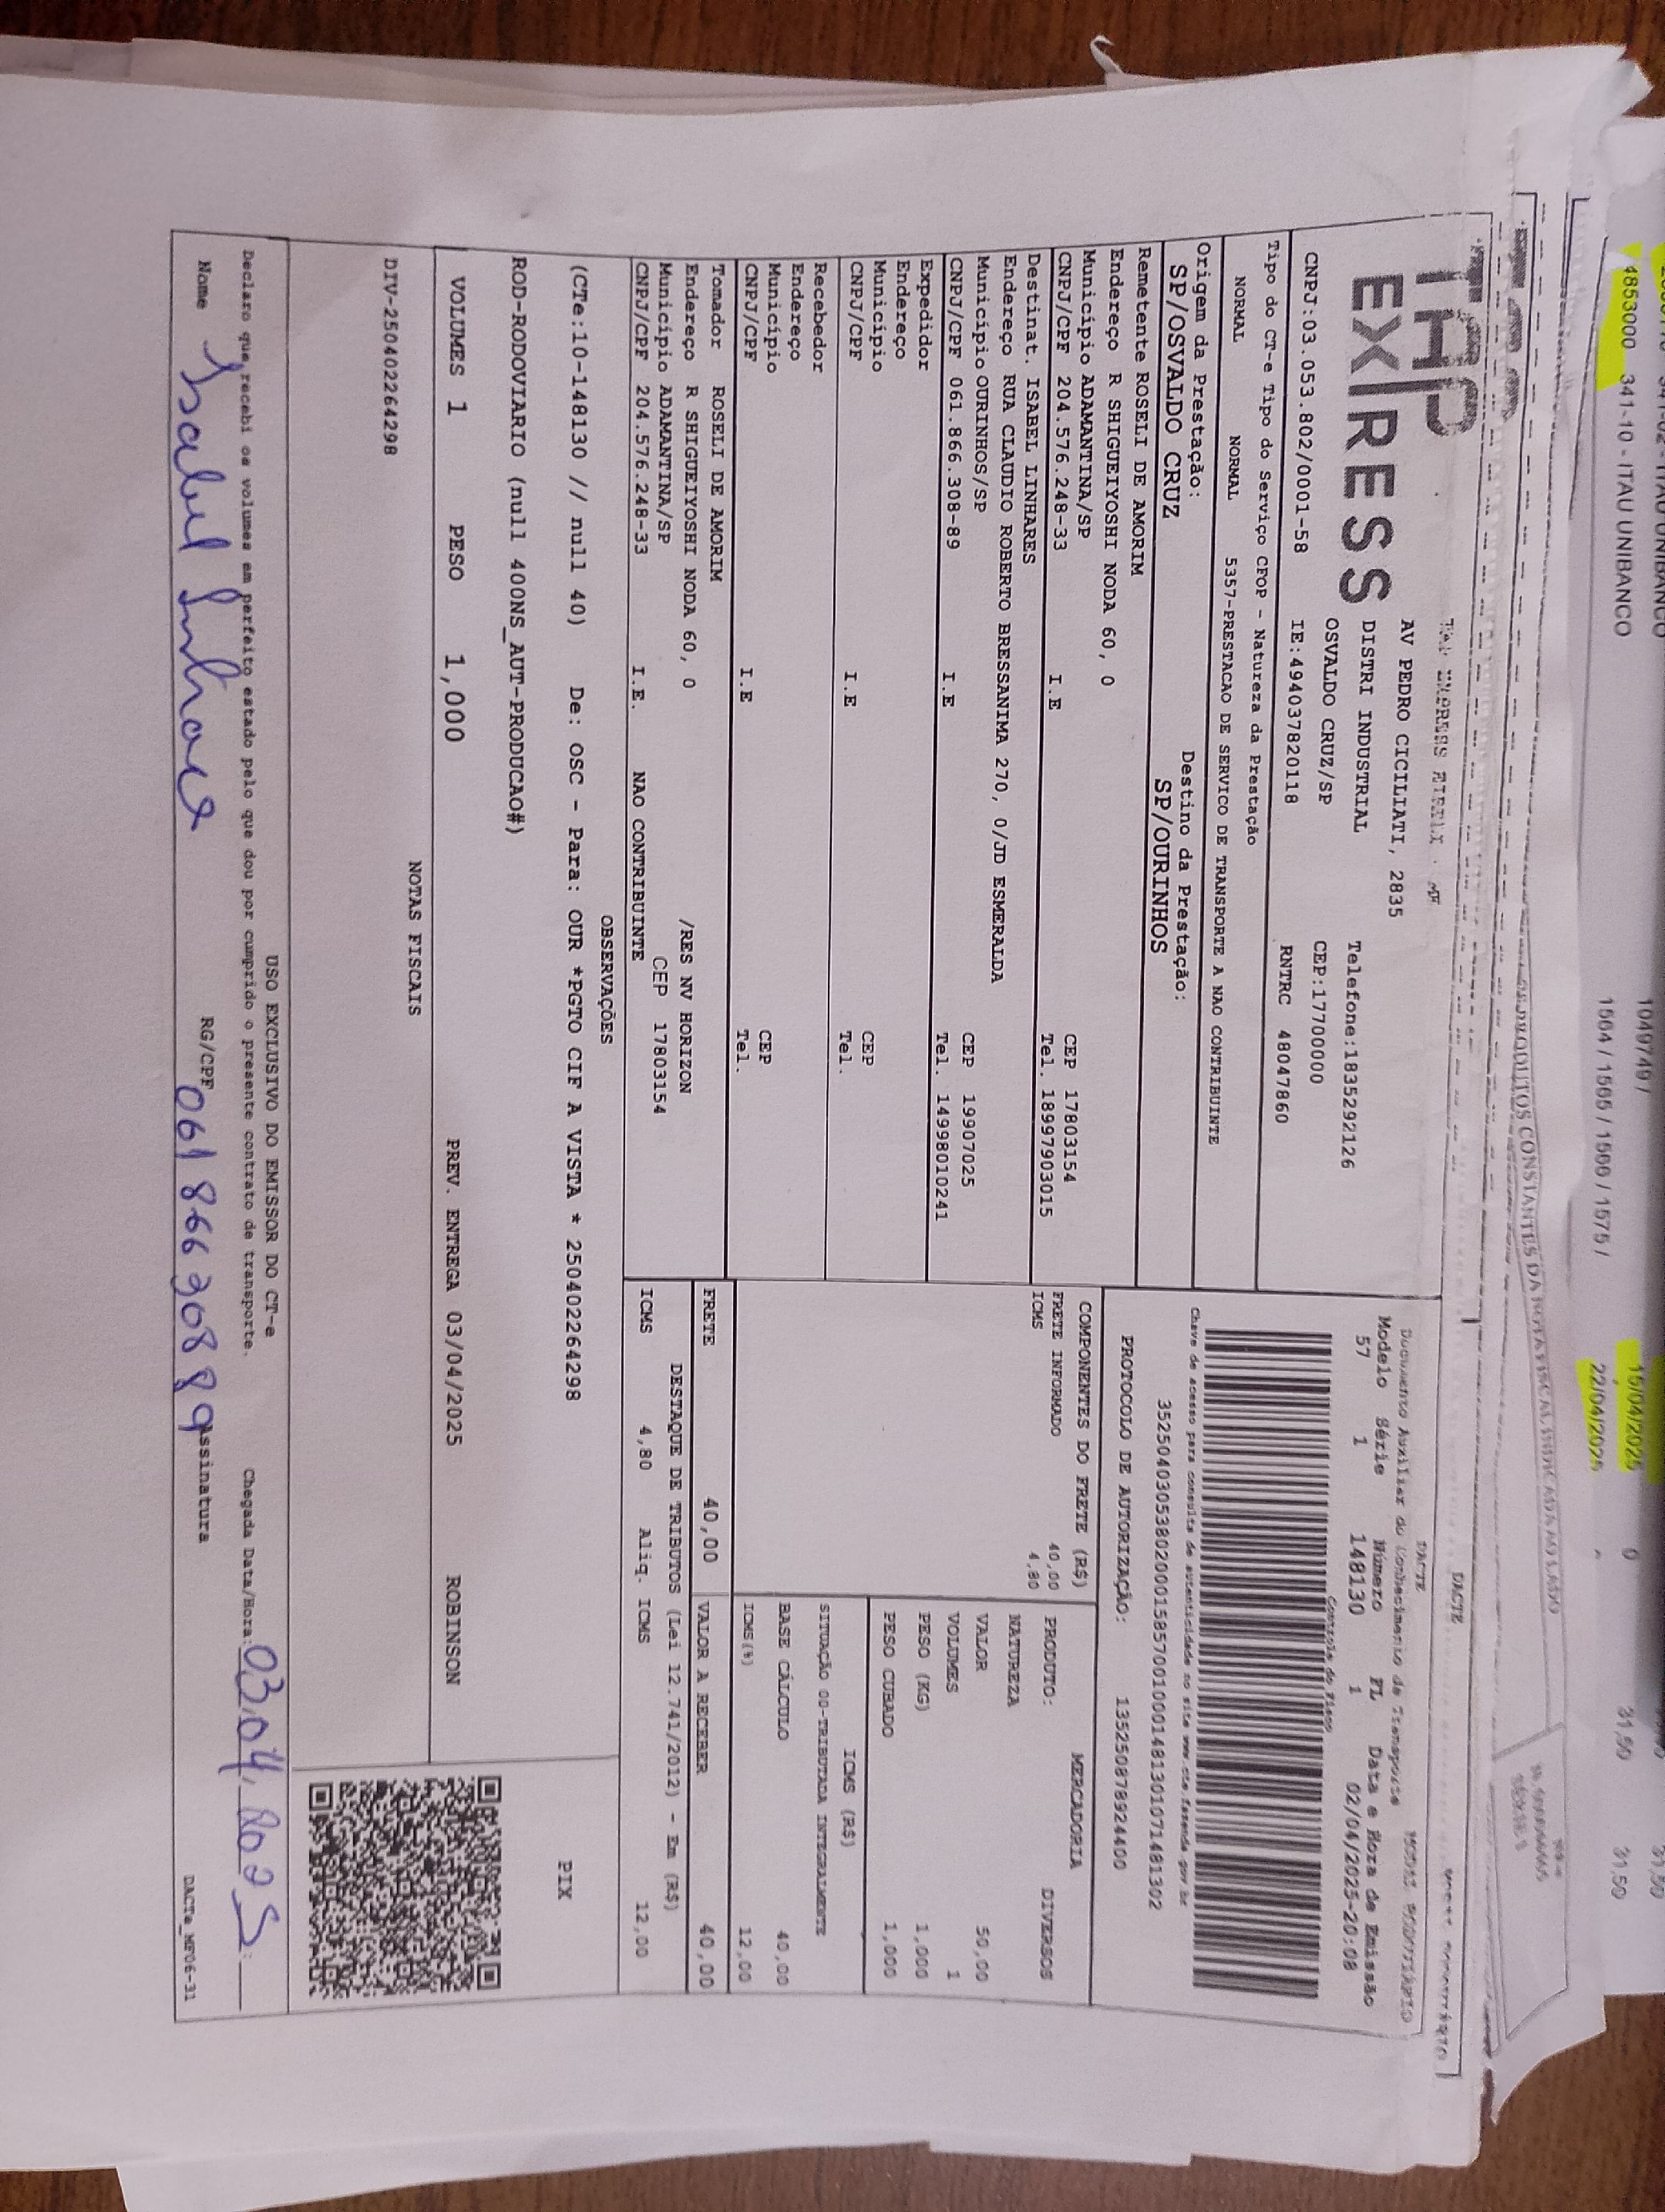 4853000 341-10 - ITAU UNIBANCO
1049749 /
15/04/2025 0 31,50 31,50
1564 / 1565 / 1566 / 1575 /
22/04/2025
DACTE
THP
EXPRESS
AV PEDRO CICILIATI, 2835
DISTRI INDUSTRIAL Telefone:1835292126
OSVALDO CRUZ/SP CEP:17700000
CNPJ:03.053.802/0001-58 IE:494037820118 RNTRC 48047860
DACTE
Documento Auxiliar do Conhecimento de Transporte
Modelo Série Número FL Data e Hora de Emissão
57 1 148130 1 02/04/2025-20:08
Controle do Fisco
Tipo do CT-e Tipo do Serviço CFOP - Natureza da Prestação
NORMAL NORMAL 5357-PRESTACAO DE SERVICO DE TRANSPORTE A NAO CONTRIBUINTE
Chave de acesso para consulta de autenticidade no site www.cte.fazenda.gov.br
35250403053802000158570010001481301071481302
Origem da Prestação: Destino da Prestação:
SP/OSVALDO CRUZ SP/OURINHOS
PROTOCOLO DE AUTORIZAÇÃO: 135250878924400
Remetente ROSELI DE AMORIM
Endereço R SHIGUEIYOSHI NODA 60, 0
Município ADAMANTINA/SP CEP 17803154
CNPJ/CPF 204.576.248-33 I.E Tel. 18997903015
Destinat. ISABEL LINHARES
Endereço RUA CLAUDIO ROBERTO BRESSANIMA 270, 0/JD ESMERALDA
Município OURINHOS/SP CEP 19907025
CNPJ/CPF 061.866.308-89 I.E Tel. 14998010241
Expedidor
Endereço
Município CEP
CNPJ/CPF I.E Tel.
Recebedor
Endereço
Município CEP
CNPJ/CPF I.E Tel.
Tomador ROSELI DE AMORIM
Endereço R SHIGUEIYOSHI NODA 60, 0 /RES NV HORIZON
Município ADAMANTINA/SP CEP 17803154
CNPJ/CPF 204.576.248-33 I.E. NAO CONTRIBUINTE
COMPONENTES DO FRETE (R$)
FRETE INFORMADO 40,00
ICMS 4,80
MERCADORIA
PRODUTO: DIVERSOS
NATUREZA
VALOR 50,00
VOLUMES 1
PESO (KG) 1,000
PESO CUBADO 1,000
ICMS (R$)
SITUAÇÃO 00-TRIBUTADA INTEGRALMENTE
BASE CÁLCULO 40,00
ICMS(%) 12,00
FRETE 40,00 VALOR A RECEBER 40,00
DESTAQUE DE TRIBUTOS (Lei 12.741/2012) - Em (R$)
ICMS 4,80 Aliq. ICMS 12,00
OBSERVAÇÕES
(CTe:10-148130 // null 40) De: OSC - Para: OUR *PGTO CIF A VISTA * 250402264298
ROD-RODOVIARIO (null 400NS_AUT-PRODUCAO#)
PIX
VOLUMES 1 PESO 1,000 PREV. ENTREGA 03/04/2025 ROBINSON
NOTAS FISCAIS
DIV-250402264298
USO EXCLUSIVO DO EMISSOR DO CT-e
Declaro que recebi os volumes em perfeito estado pelo que dou por cumprido o presente contrato de transporte. Chegada Data/Hora: 03,04,2025 :
Nome Isabel Linhares RG/CPF 061 866 308 89 Assinatura
DACTe_MF06-31